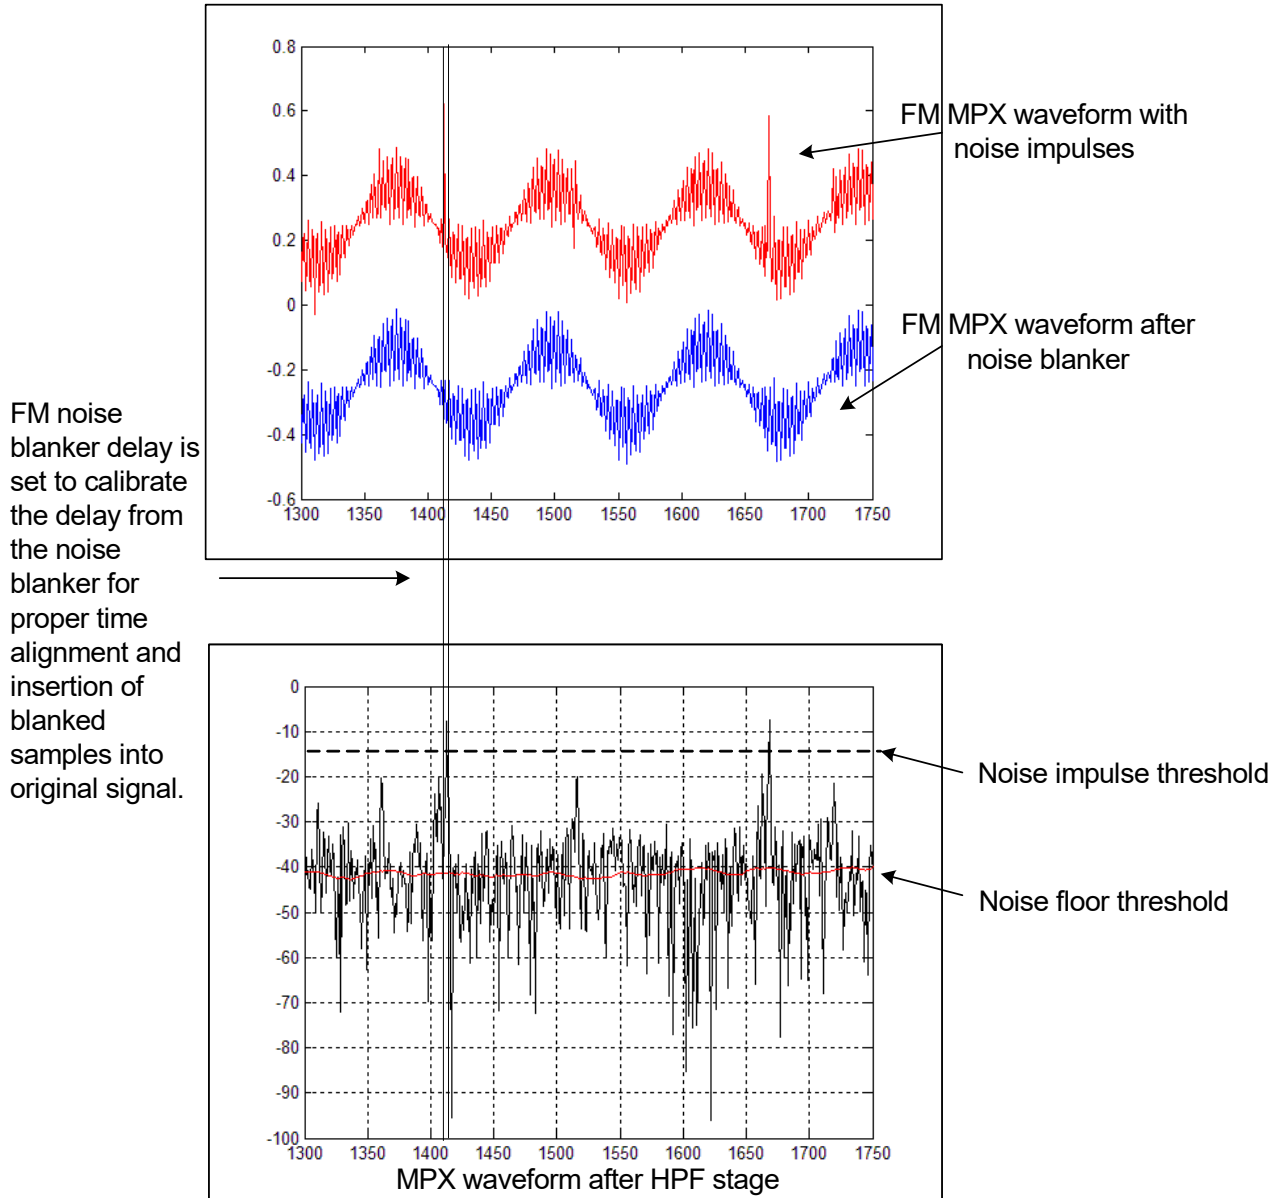 0.8
0.6
0.4
0.2
0
-0.2
-0.4
-0.6
1300 1350 1400 1450 1500 1550 1600 1650 1700 1750
FM MPX waveform with
noise impulses
FM MPX waveform after
noise blanker
FM noise
blanker delay is
set to calibrate
the delay from
the noise
blanker for
proper time
alignment and
insertion of
blanked
samples into
original signal.
0
-10
-20
-30
-40
-50
-60
-70
-80
-90
-100
1300 1350 1400 1450 1500 1550 1600 1650 1700 1750
MPX waveform after HPF stage
Noise impulse threshold
Noise floor threshold